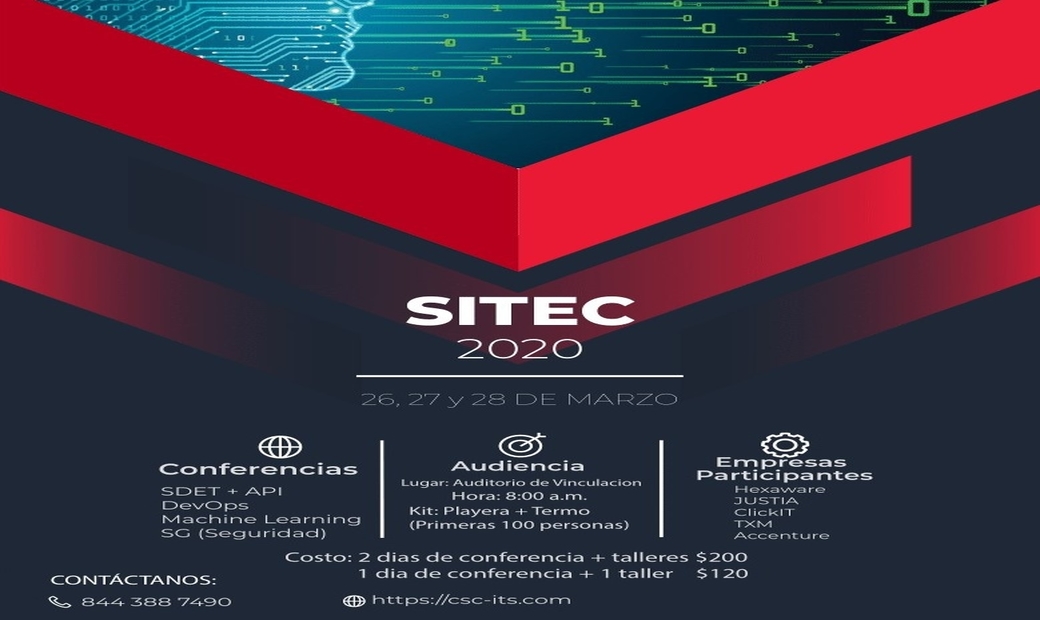 SITEC
2020
26, 27 y 28 DE MARZO
Conferencias
SDET + API
DevOps
Machine Learning
SG (Seguridad)
Audiencia
Lugar: Auditorio de Vinculacion
Hora: 8:00 a.m.
Kit: Playera + Termo
(Primeras 100 personas)
Empresas
Participantes
Hexaware
JUSTIA
ClickIT
TXM
Accenture
Costo: 2 dias de conferencia + talleres $200
1 dia de conferencia + 1 taller $120
CONTÁCTANOS:
844 388 7490
https://csc-its.com